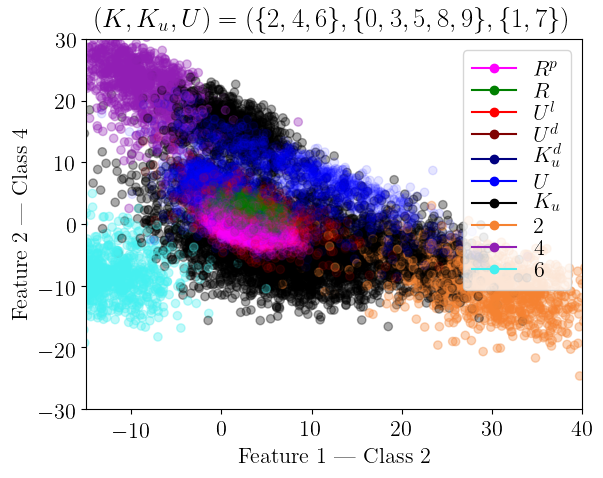 (K, K_u, U) = ({2, 4, 6}, {0, 3, 5, 8, 9}, {1, 7})
30
20
10
0
−10
−20
−30
Feature 2 — Class 4
R^p
R
U^l
U^d
K_u^d
U
K_u
2
4
6
−10
0
10
20
30
40
Feature 1 — Class 2